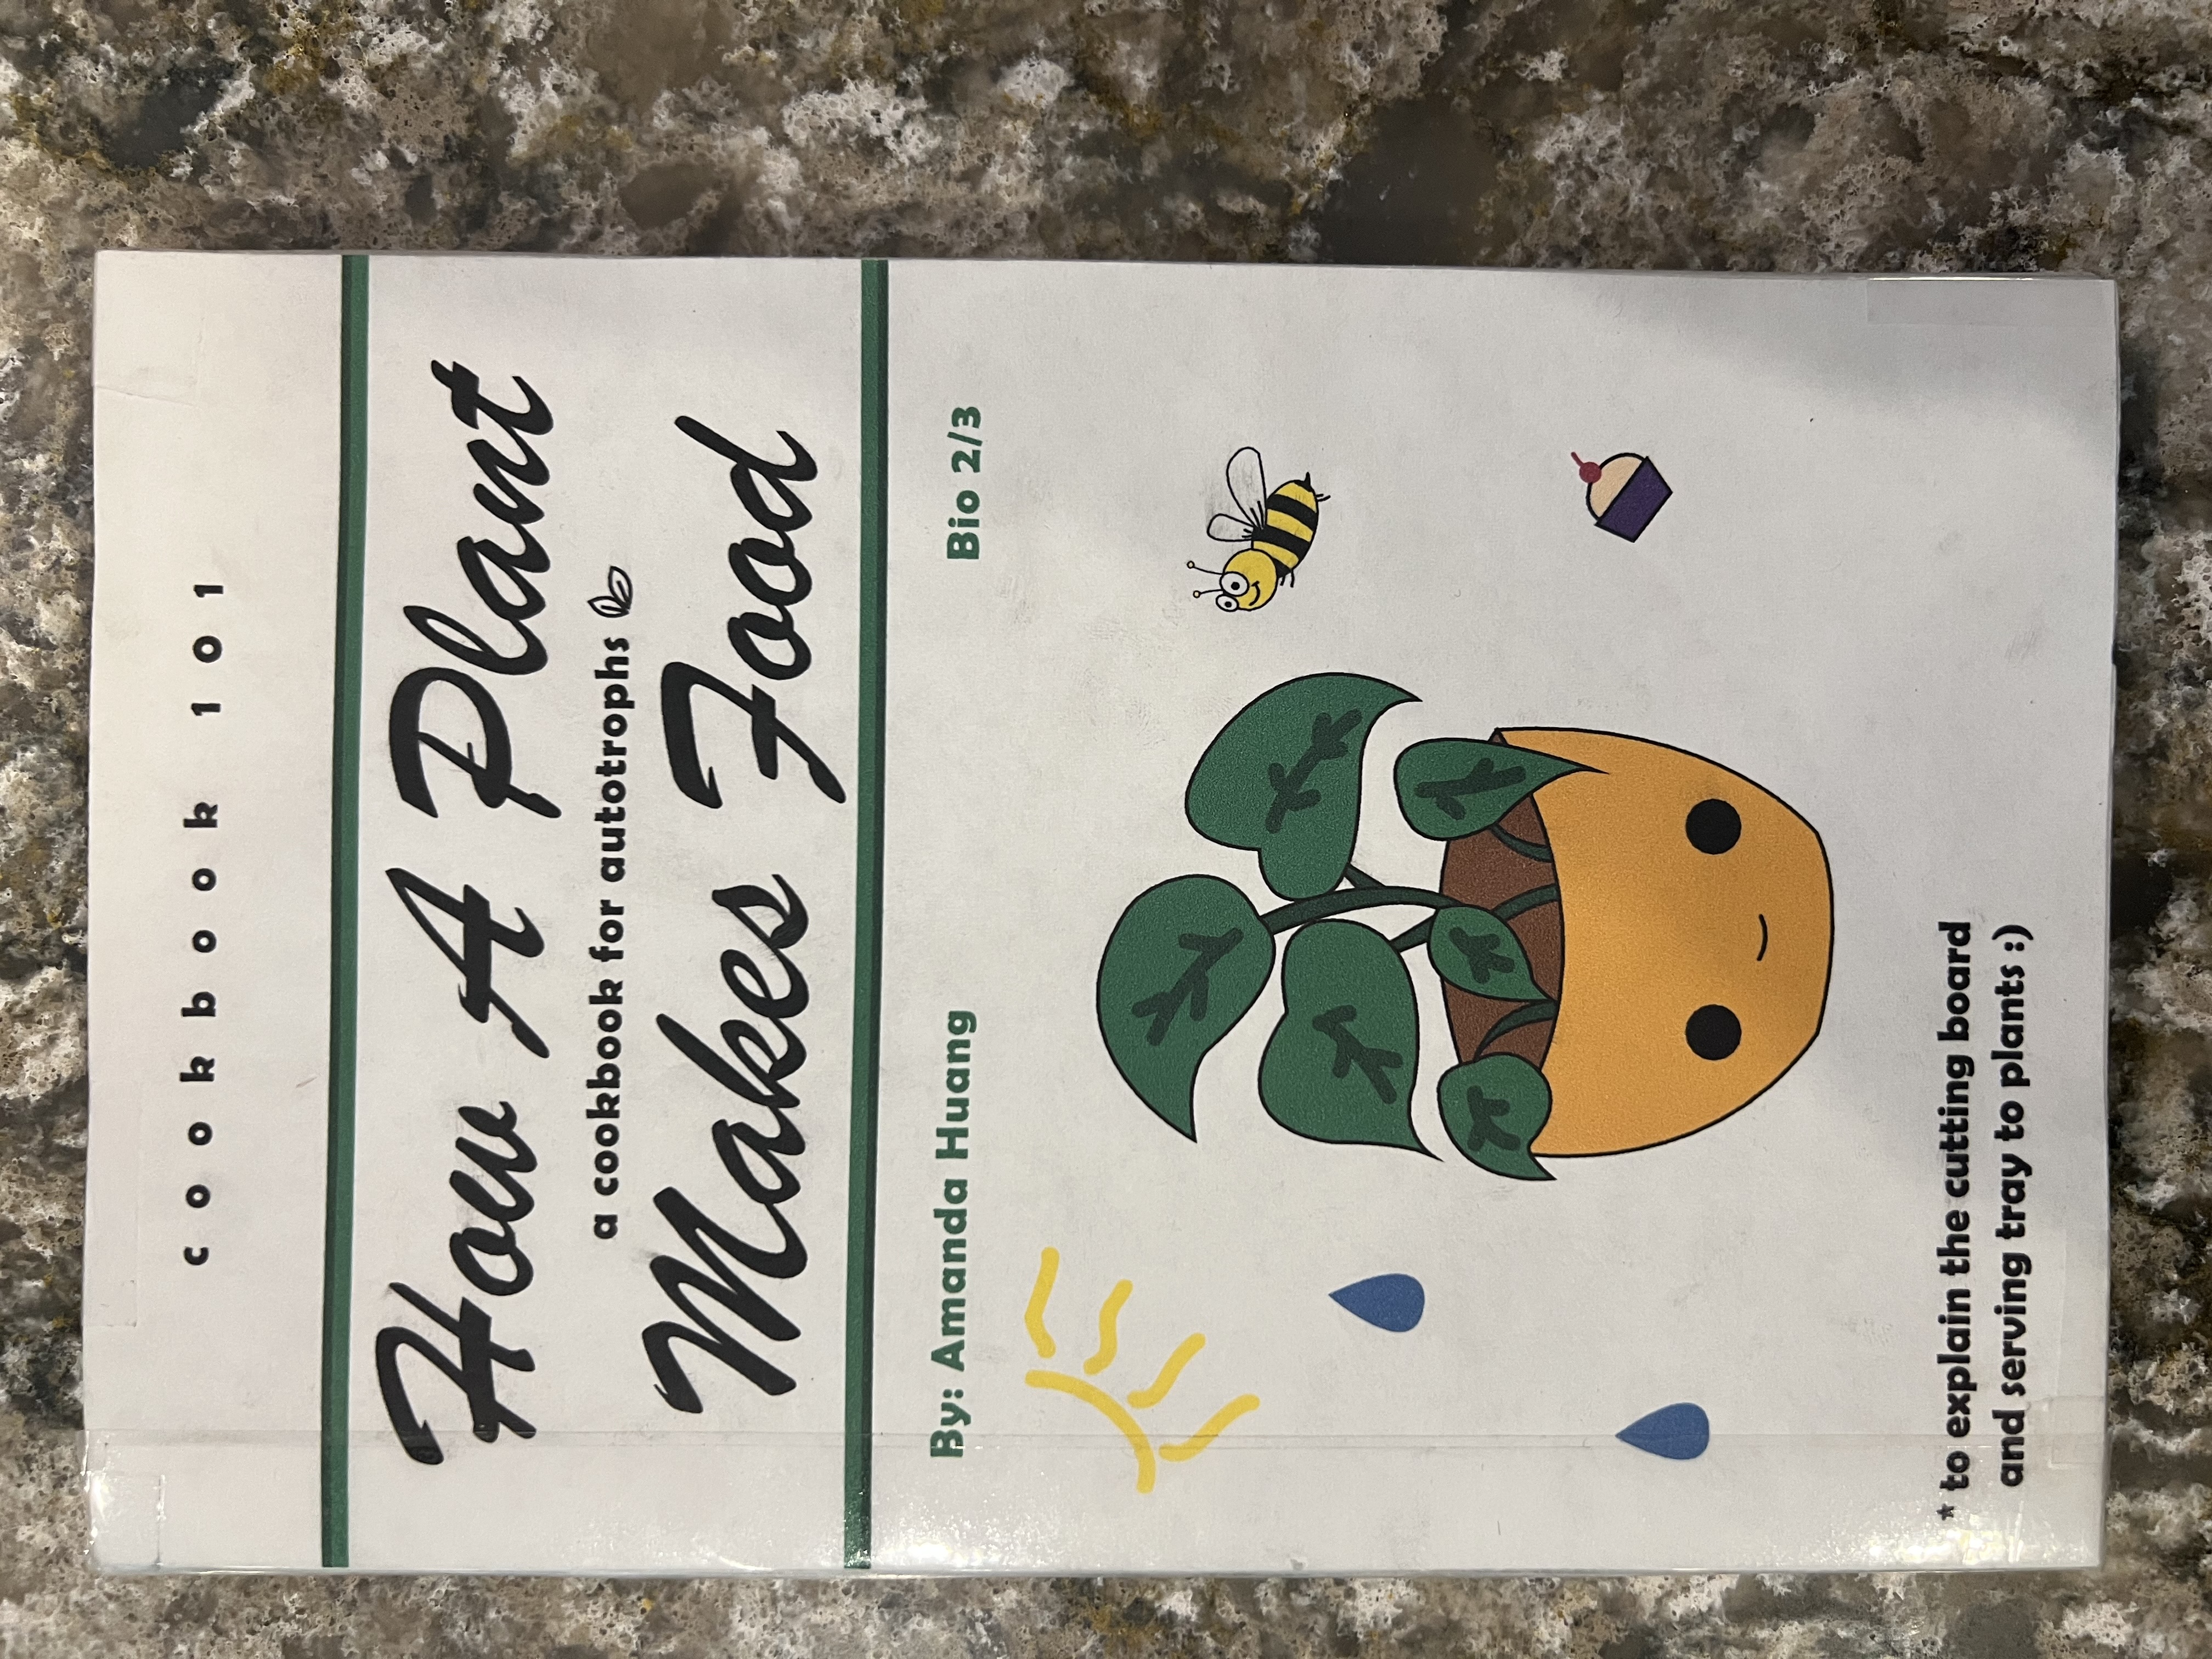 cookbook 101
How A Plant
a cookbook for autotrophs
Makes Food
By: Amanda Huang Bio 2/3
* to explain the cutting board
and serving tray to plants :)